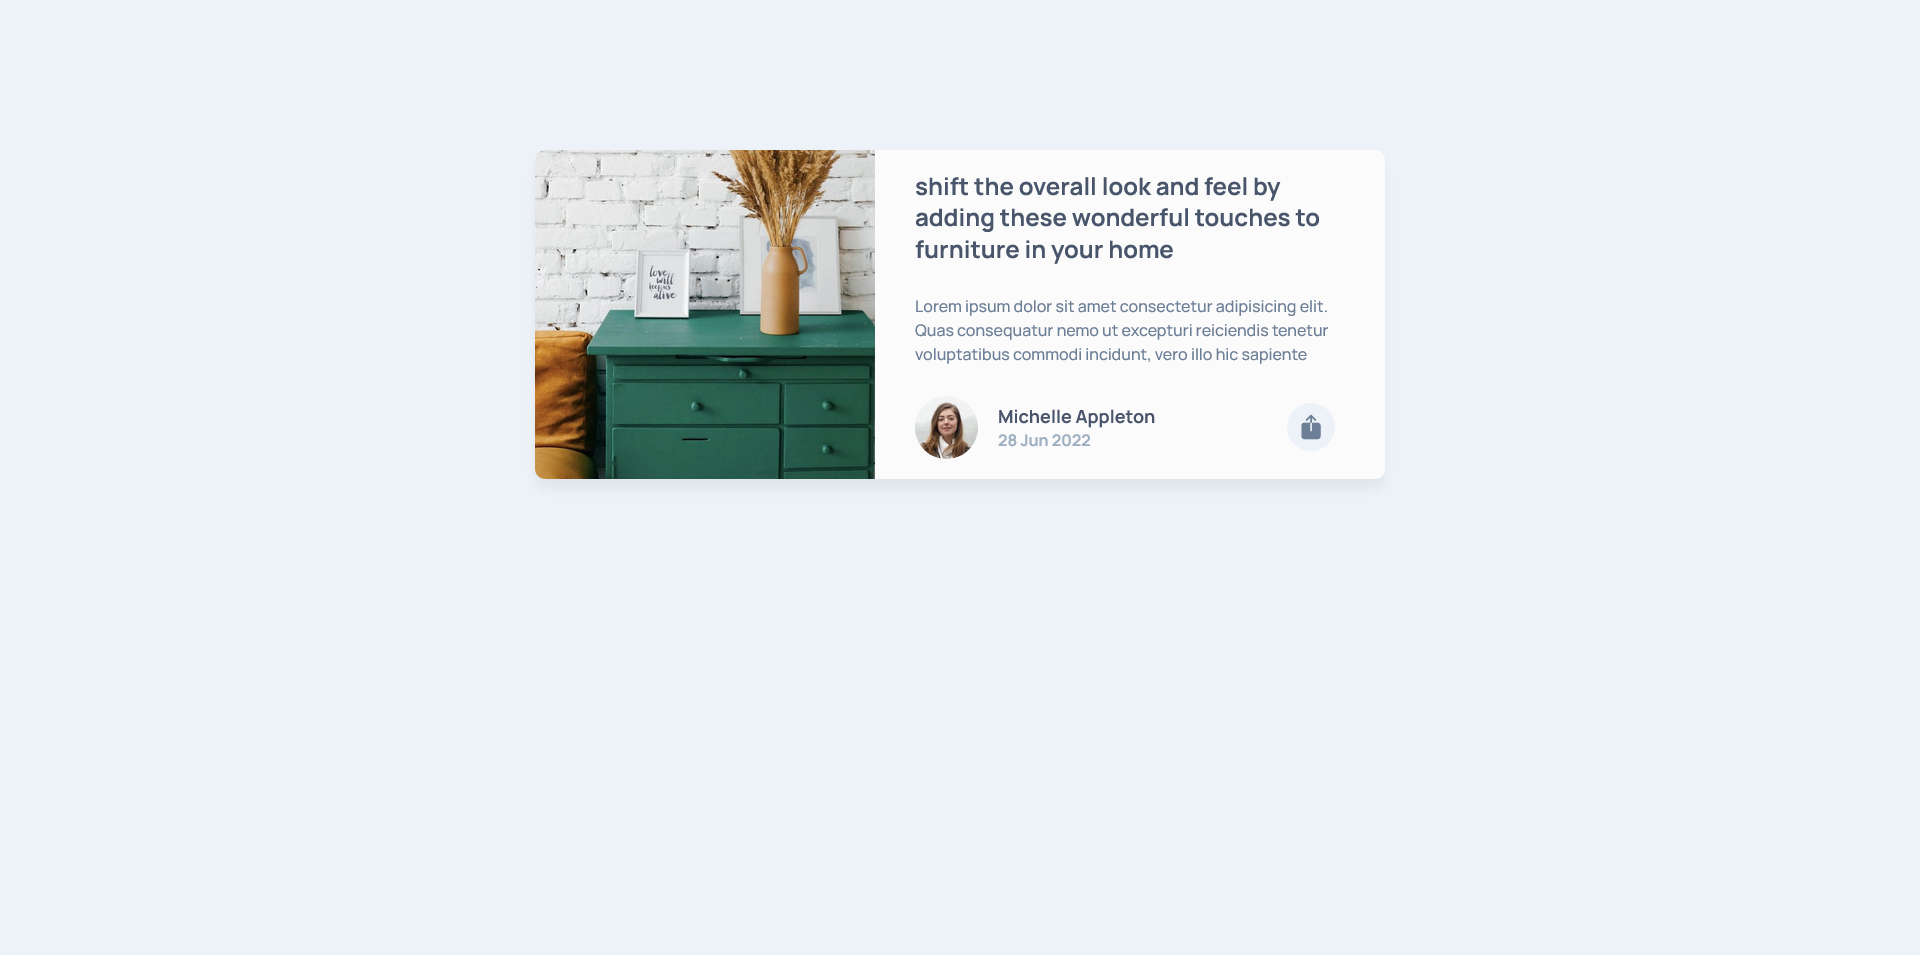 love
will
keep us
alive
shift the overall look and feel by
adding these wonderful touches to
furniture in your home
Lorem ipsum dolor sit amet consectetur adipisicing elit.
Quas consequatur nemo ut excepturi reiciendis tenetur
voluptatibus commodi incidunt, vero illo hic sapiente
Michelle Appleton
28 Jun 2022